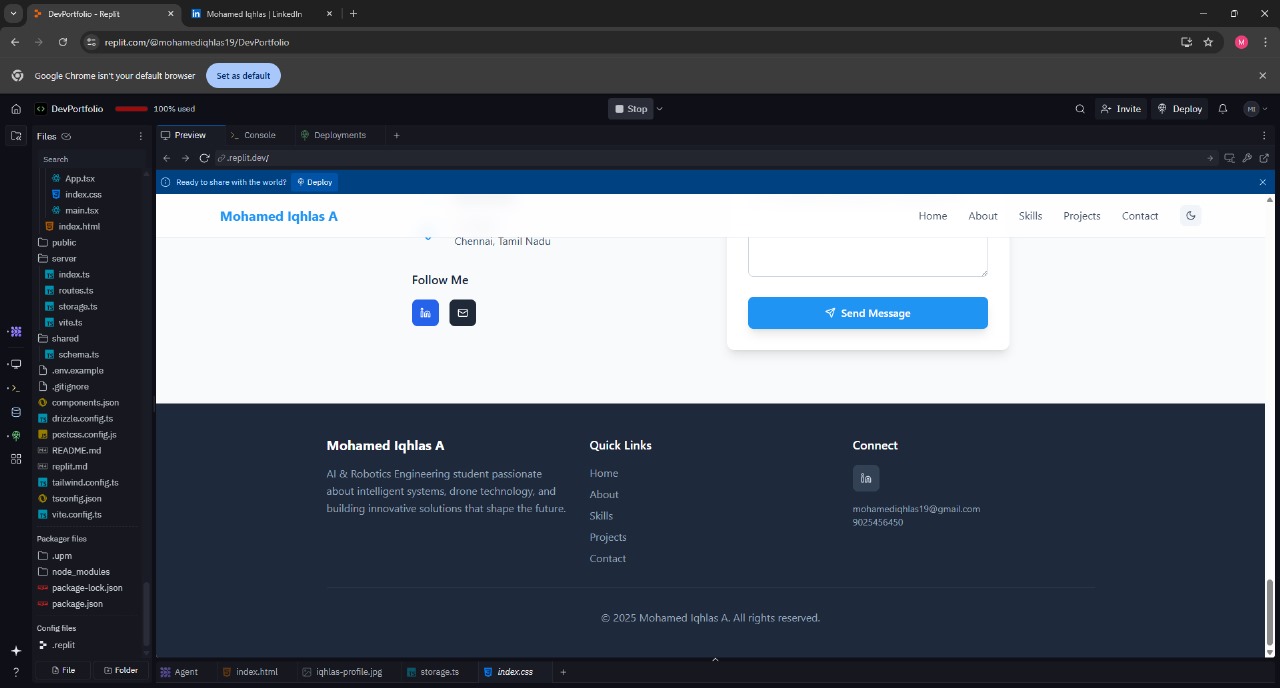 DevPortfolio - Replit
Mohamed Iqhlas | LinkedIn
replit.com/@mohamediqhlas19/DevPortfolio
M
Google Chrome isn't your default browser
Set as default
DevPortfolio
100% used
Stop
Invite
Deploy
MI
Files
Preview
Console
Deployments
Search
.replit.dev/
App.tsx
index.css
main.tsx
index.html
public
server
index.ts
routes.ts
storage.ts
vite.ts
shared
schema.ts
.env.example
.gitignore
components.json
drizzle.config.ts
postcss.config.js
README.md
replit.md
tailwind.config.ts
tsconfig.json
vite.config.ts
Packager files
.upm
node_modules
package-lock.json
package.json
Config files
.replit
File
Folder
Ready to share with the world?
Deploy
Mohamed Iqhlas A
Home
About
Skills
Projects
Contact
Chennai, Tamil Nadu
Follow Me
Send Message
Mohamed Iqhlas A
AI & Robotics Engineering student passionate
about intelligent systems, drone technology, and
building innovative solutions that shape the future.
Quick Links
Home
About
Skills
Projects
Contact
Connect
mohamediqhlas19@gmail.com
9025456450
© 2025 Mohamed Iqhlas A. All rights reserved.
Agent
index.html
iqhlas-profile.jpg
storage.ts
index.css